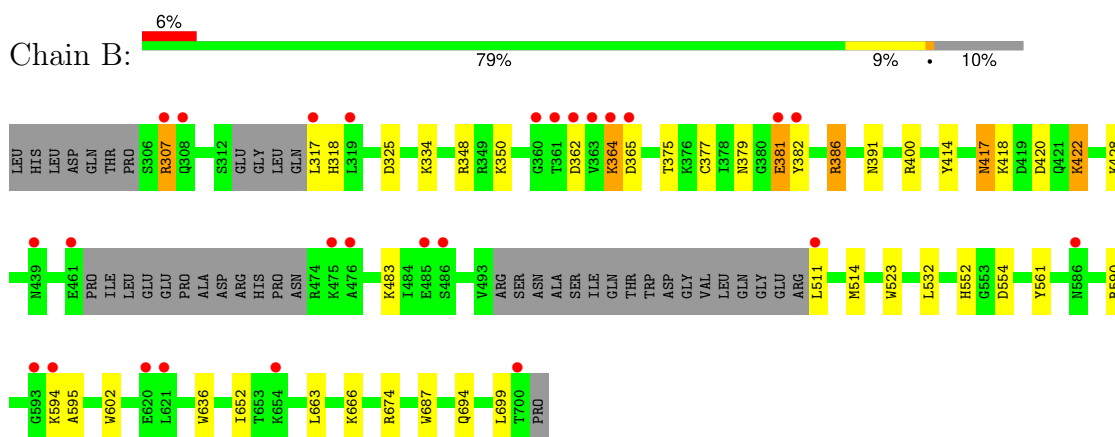 6%
Chain B:
79% 9% • 10%
LEU HIS LEU ASP GLN THR PRO S306 R307 Q308 S312 GLU GLY LEU GLN L317 H318 L319 D325 K334 R348 R349 K350 G360 T361 D362 V363 K364 D365 T375 K376 C377 I378 N379 G380 E381 Y382 R386 N391 R400 Y414 N417 K418 D419 D420 Q421 K422
N439 E461 PRO ILE LEU GLU GLU PRO ALA ASP ARG HIS PRO ASN R474 K475 A476 K483 I484 E485 S486 V493 ARG SER ASN ALA SER ILE GLN THR TRP ASP GLY VAL LEU GLN GLY GLU ARG L511 M514 W523 L532 H552 G553 D554 Y561 N586
G593 K594 A595 W602 E620 L621 W636 I652 T653 K654 L663 K666 R674 W687 Q694 L699 T700 PRO